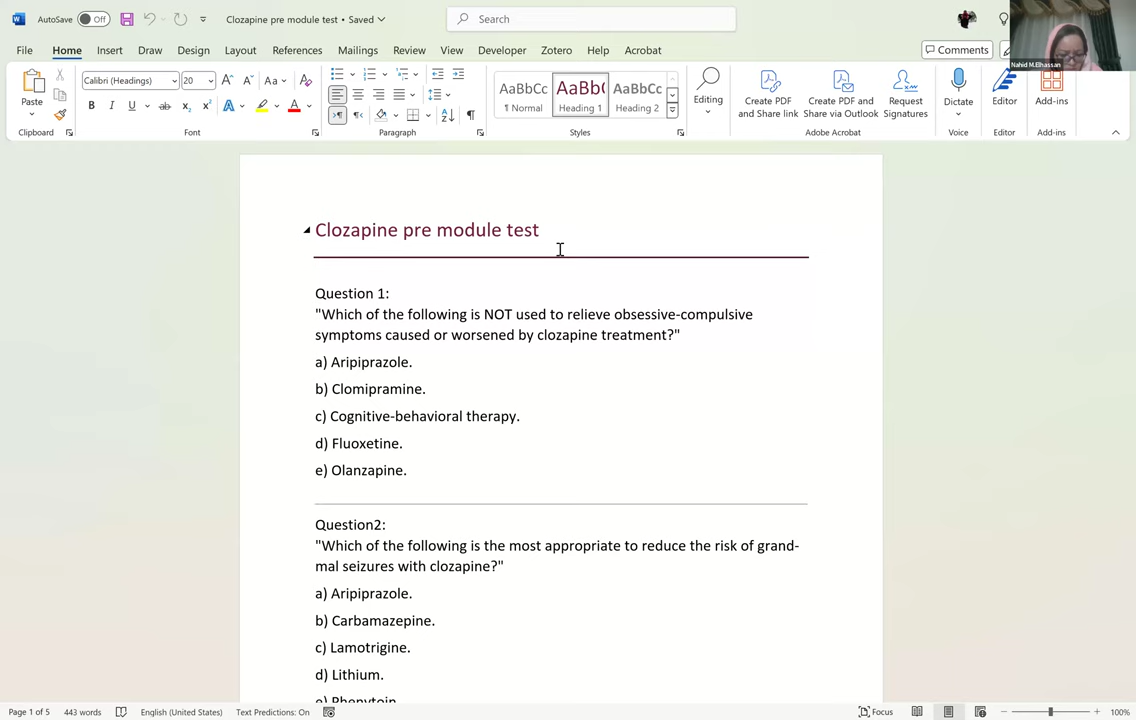 AutoSave Off Clozapine pre module test • Saved Search
Nahid M.Elhassan
File Home Insert Draw Design Layout References Mailings Review View Developer Zotero Help Acrobat Comments
Paste Calibri (Headings) 20 Aa
AaBbCc AaBb( AaBbCc
Normal Heading 1 Heading 2
Editing
Create PDF and Share link
Create PDF and Share via Outlook
Request Signatures
Dictate
Editor
Add-ins
Clipboard Font Paragraph Styles Adobe Acrobat Voice Editor Add-ins
Clozapine pre module test
Question 1:
"Which of the following is NOT used to relieve obsessive-compulsive
symptoms caused or worsened by clozapine treatment?"
a) Aripiprazole.
b) Clomipramine.
c) Cognitive-behavioral therapy.
d) Fluoxetine.
e) Olanzapine.
Question2:
"Which of the following is the most appropriate to reduce the risk of grand-
mal seizures with clozapine?"
a) Aripiprazole.
b) Carbamazepine.
c) Lamotrigine.
d) Lithium.
e) Phenytoin.
Page 1 of 5 443 words English (United States) Text Predictions: On Focus 100%